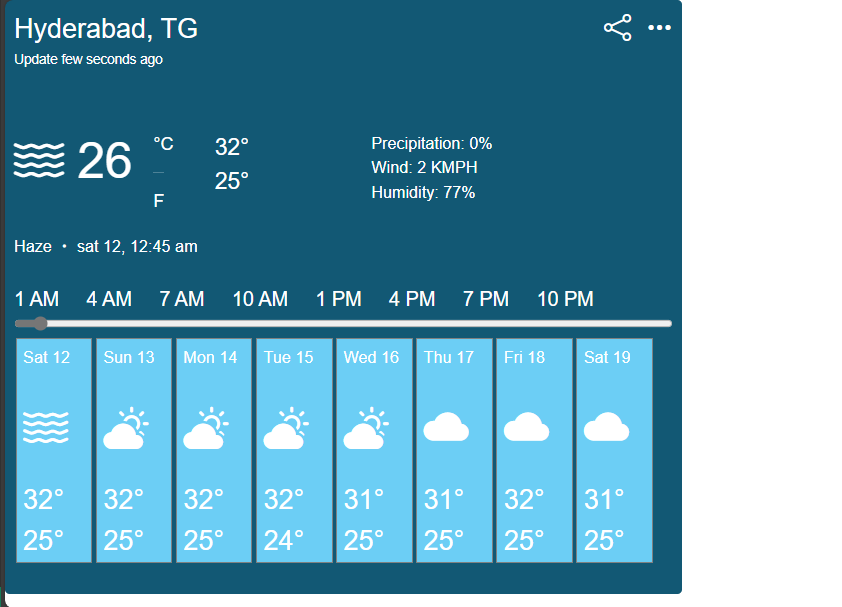 Hyderabad, TG
Update few seconds ago
26 °C
—
F
32°
25°
Precipitation: 0%
Wind: 2 KMPH
Humidity: 77%
Haze • sat 12, 12:45 am
1 AM 4 AM 7 AM 10 AM 1 PM 4 PM 7 PM 10 PM
Sat 12 Sun 13 Mon 14 Tue 15 Wed 16 Thu 17 Fri 18 Sat 19
32° 32° 32° 32° 31° 31° 32° 31°
25° 25° 25° 24° 25° 25° 25° 25°